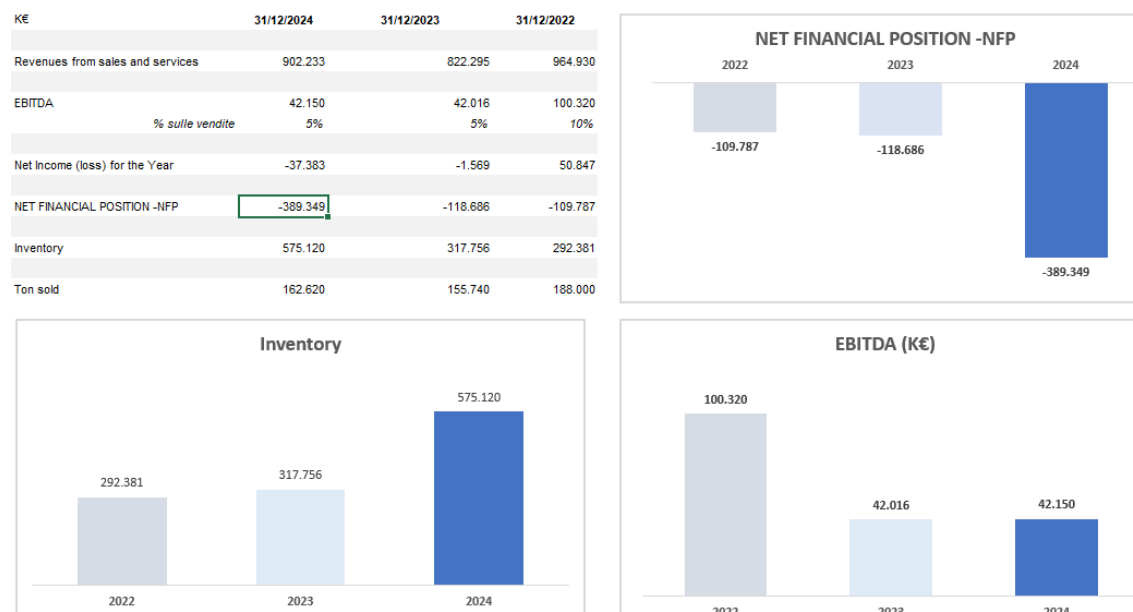 K€ 31/12/2024 31/12/2023 31/12/2022
Revenues from sales and services 902.233 822.295 964.930
EBITDA 42.150 42.016 100.320
% sulle vendite 5% 5% 10%
Net Income (loss) for the Year -37.383 -1.569 50.847
NET FINANCIAL POSITION -NFP -389.349 -118.686 -109.787
Inventory 575.120 317.756 292.381
Ton sold 162.620 155.740 188.000
NET FINANCIAL POSITION -NFP
2022 2023 2024
-109.787
-118.686
-389.349
Inventory
575.120
317.756
292.381
2022 2023 2024
EBITDA (K€)
100.320
42.016 42.150
2022 2023 2024